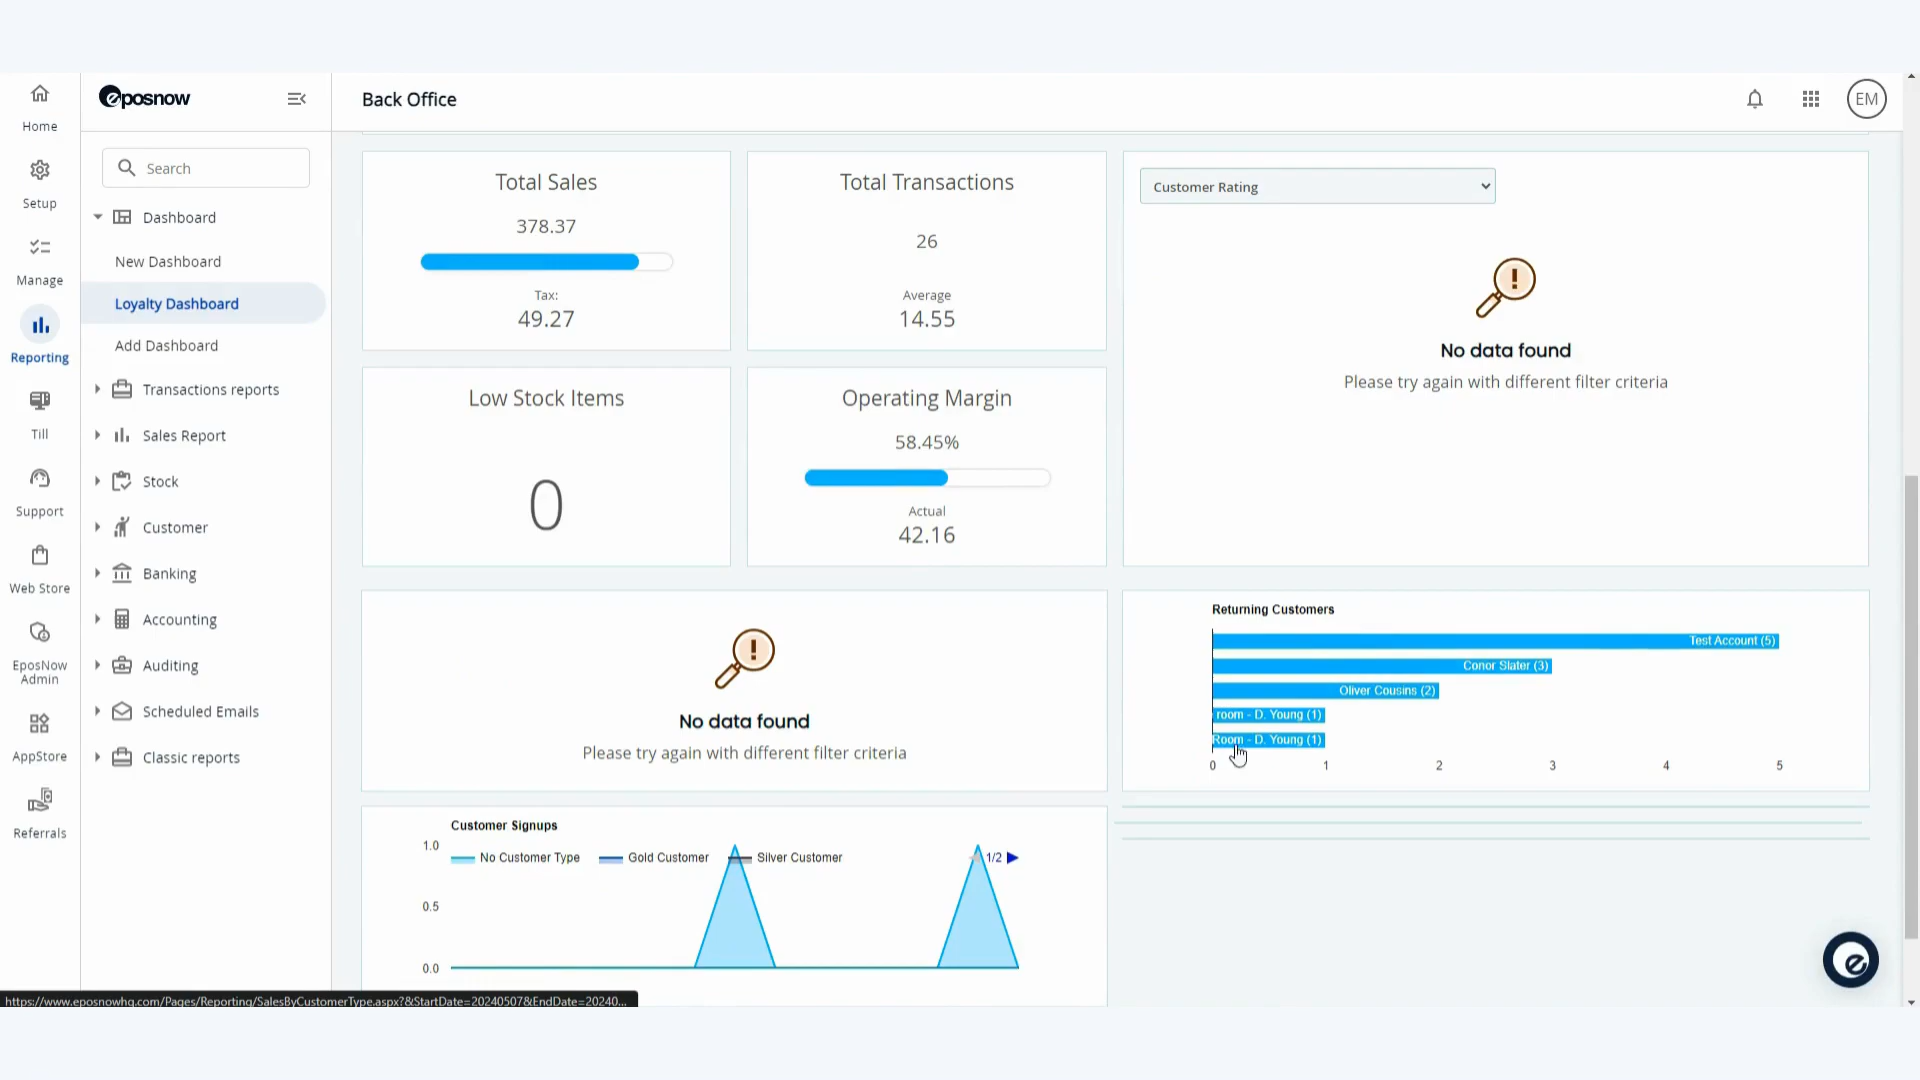 Home
Setup
Manage
Reporting
Till
Support
Web Store
EposNow
Admin
AppStore
Referrals
eposnow
Search
Dashboard
New Dashboard
Loyalty Dashboard
Add Dashboard
Transactions reports
Sales Report
Stock
Customer
Banking
Accounting
Auditing
Scheduled Emails
Classic reports
Back Office
EM
Total Sales
378.37
Tax:
49.27
Total Transactions
26
Average
14.55
Customer Rating
!
No data found
Please try again with different filter criteria
Low Stock Items
0
Operating Margin
58.45%
Actual
42.16
!
No data found
Please try again with different filter criteria
Returning Customers
Test Account (5)
Conor Slater (3)
Oliver Cousins (2)
room - D. Young (1)
Room - D. Young (1)
0 1 2 3 4 5
Customer Signups
No Customer Type Gold Customer Silver Customer 1/2
1.0
0.5
0.0
e
https://www.eposnowhq.com/Pages/Reporting/SalesByCustomerType.aspx?&StartDate=20240507&EndDate=20240...